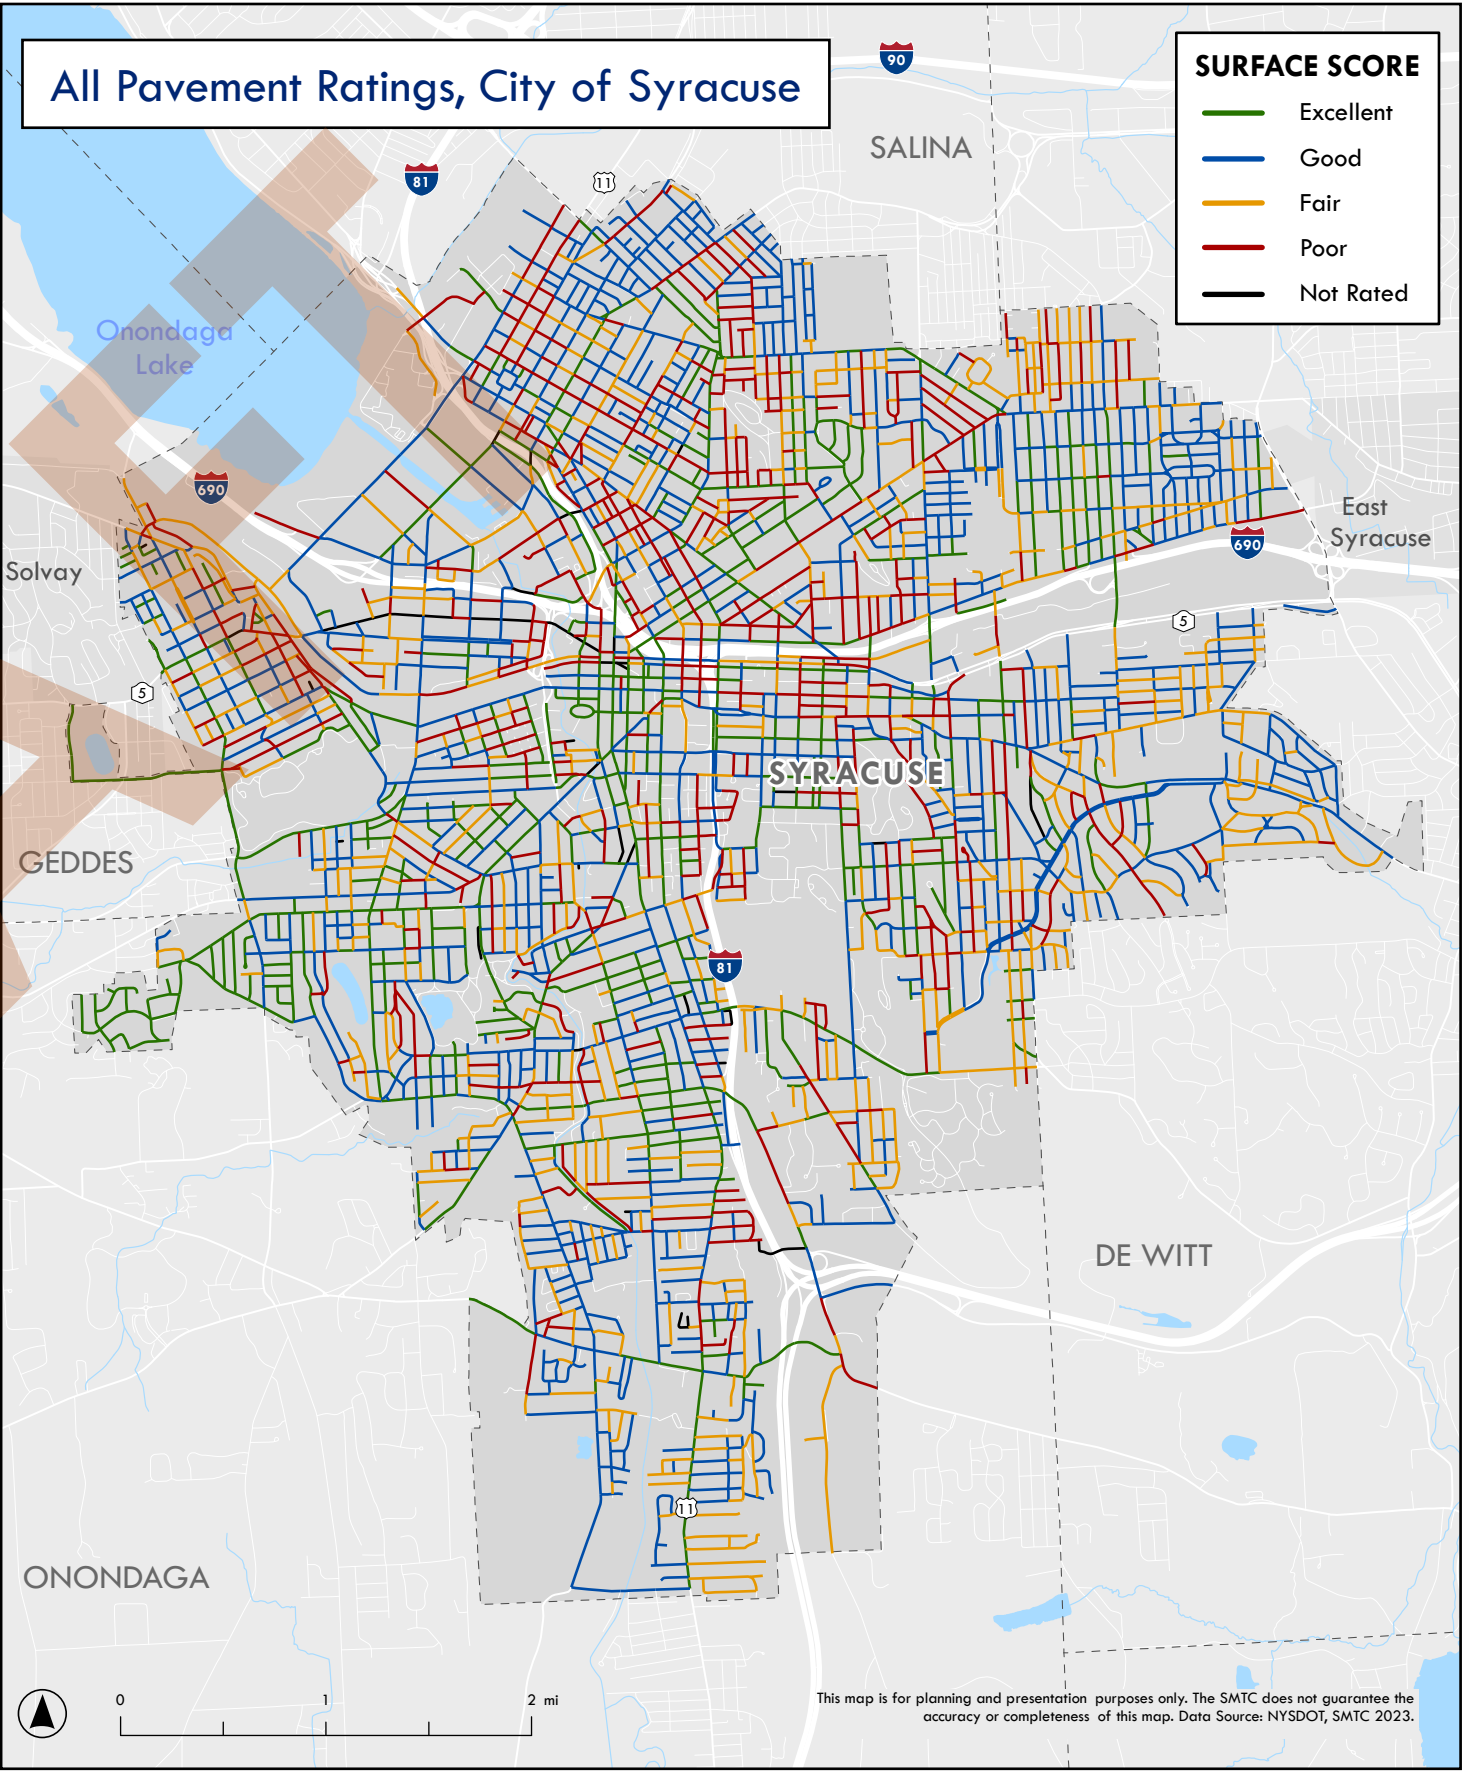 All Pavement Ratings, City of Syracuse
90
SURFACE SCORE
Excellent
Good
Fair
Poor
Not Rated
SALINA
81
11
Onondaga
Lake
690
East
Syracuse
690
Solvay
5
5
SYRACUSE
GEDDES
81
DE WITT
11
ONONDAGA
0 1 2 mi
This map is for planning and presentation purposes only. The SMTC does not guarantee the
accuracy or completeness of this map. Data Source: NYSDOT, SMTC 2023.